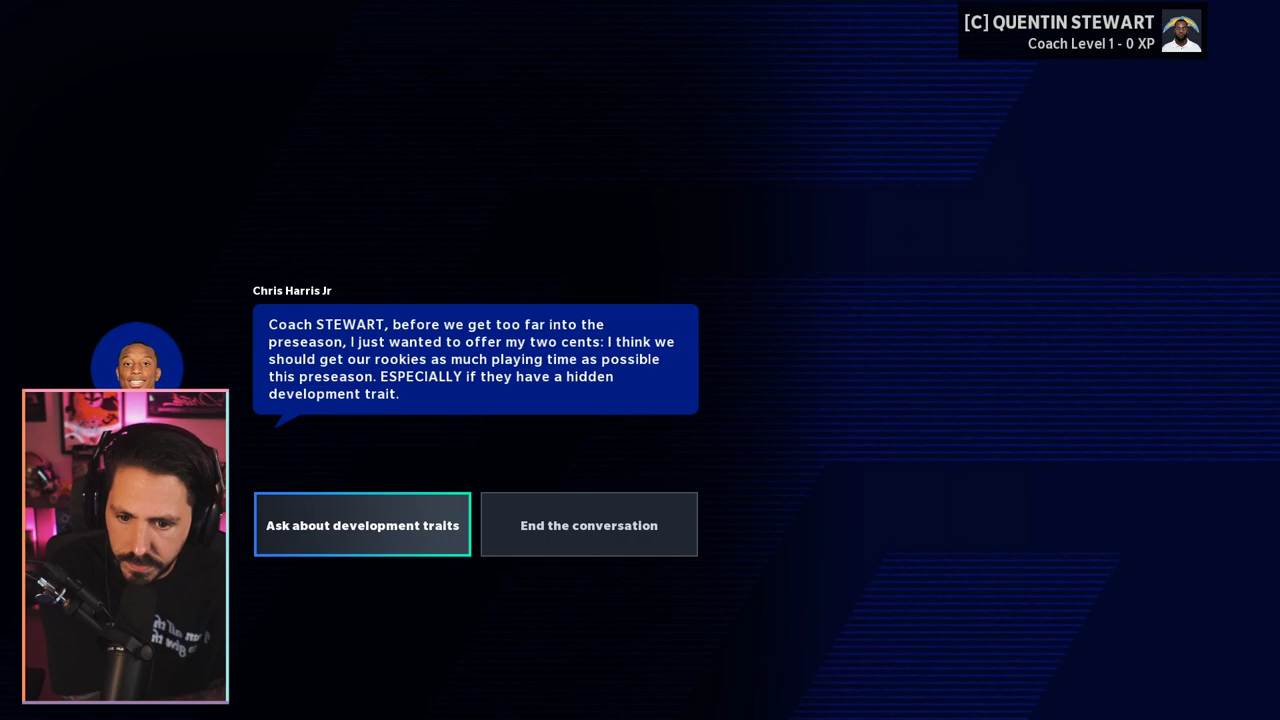 [C] QUENTIN STEWART
Coach Level 1 - 0 XP
Chris Harris Jr
Coach STEWART, before we get too far into the
preseason, I just wanted to offer my two cents: I think we
should get our rookies as much playing time as possible
this preseason. ESPECIALLY if they have a hidden
development trait.
Ask about development traits
End the conversation